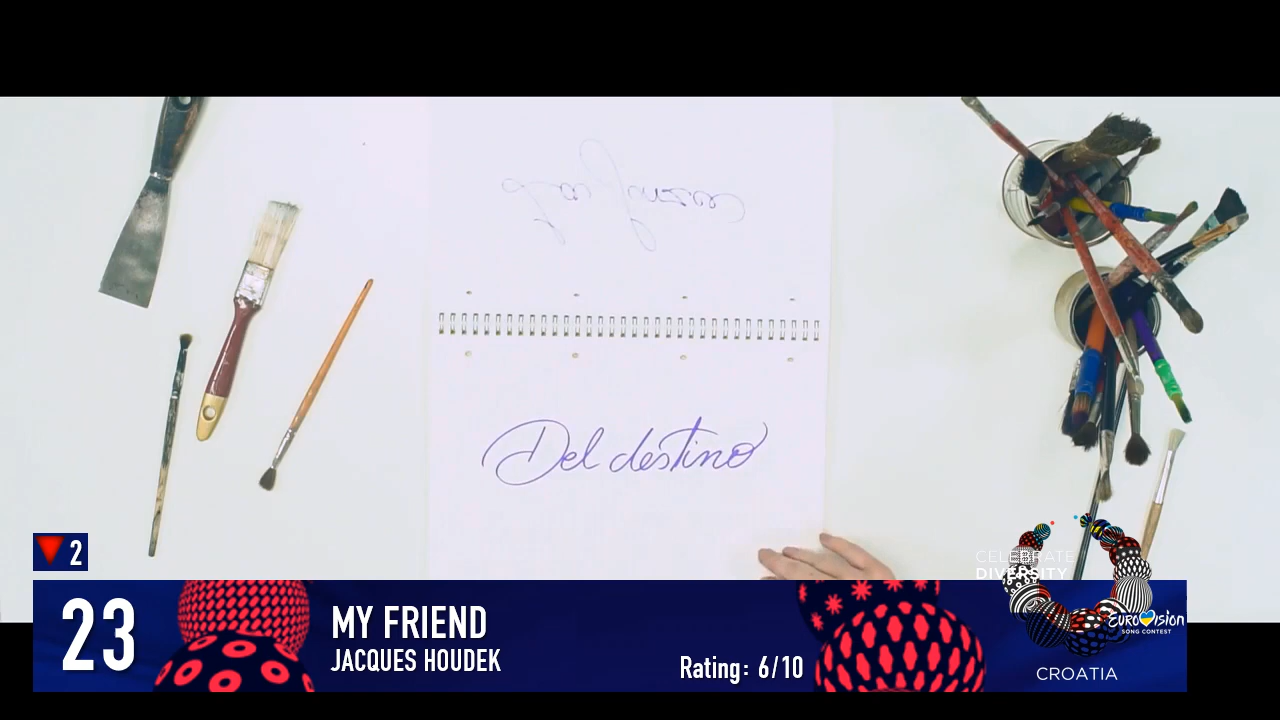 Del destino
2
CELEBRATE
DIVERSITY
23
MY FRIEND
JACQUES HOUDEK
Rating: 6/10
EUROVISION
SONG CONTEST
CROATIA